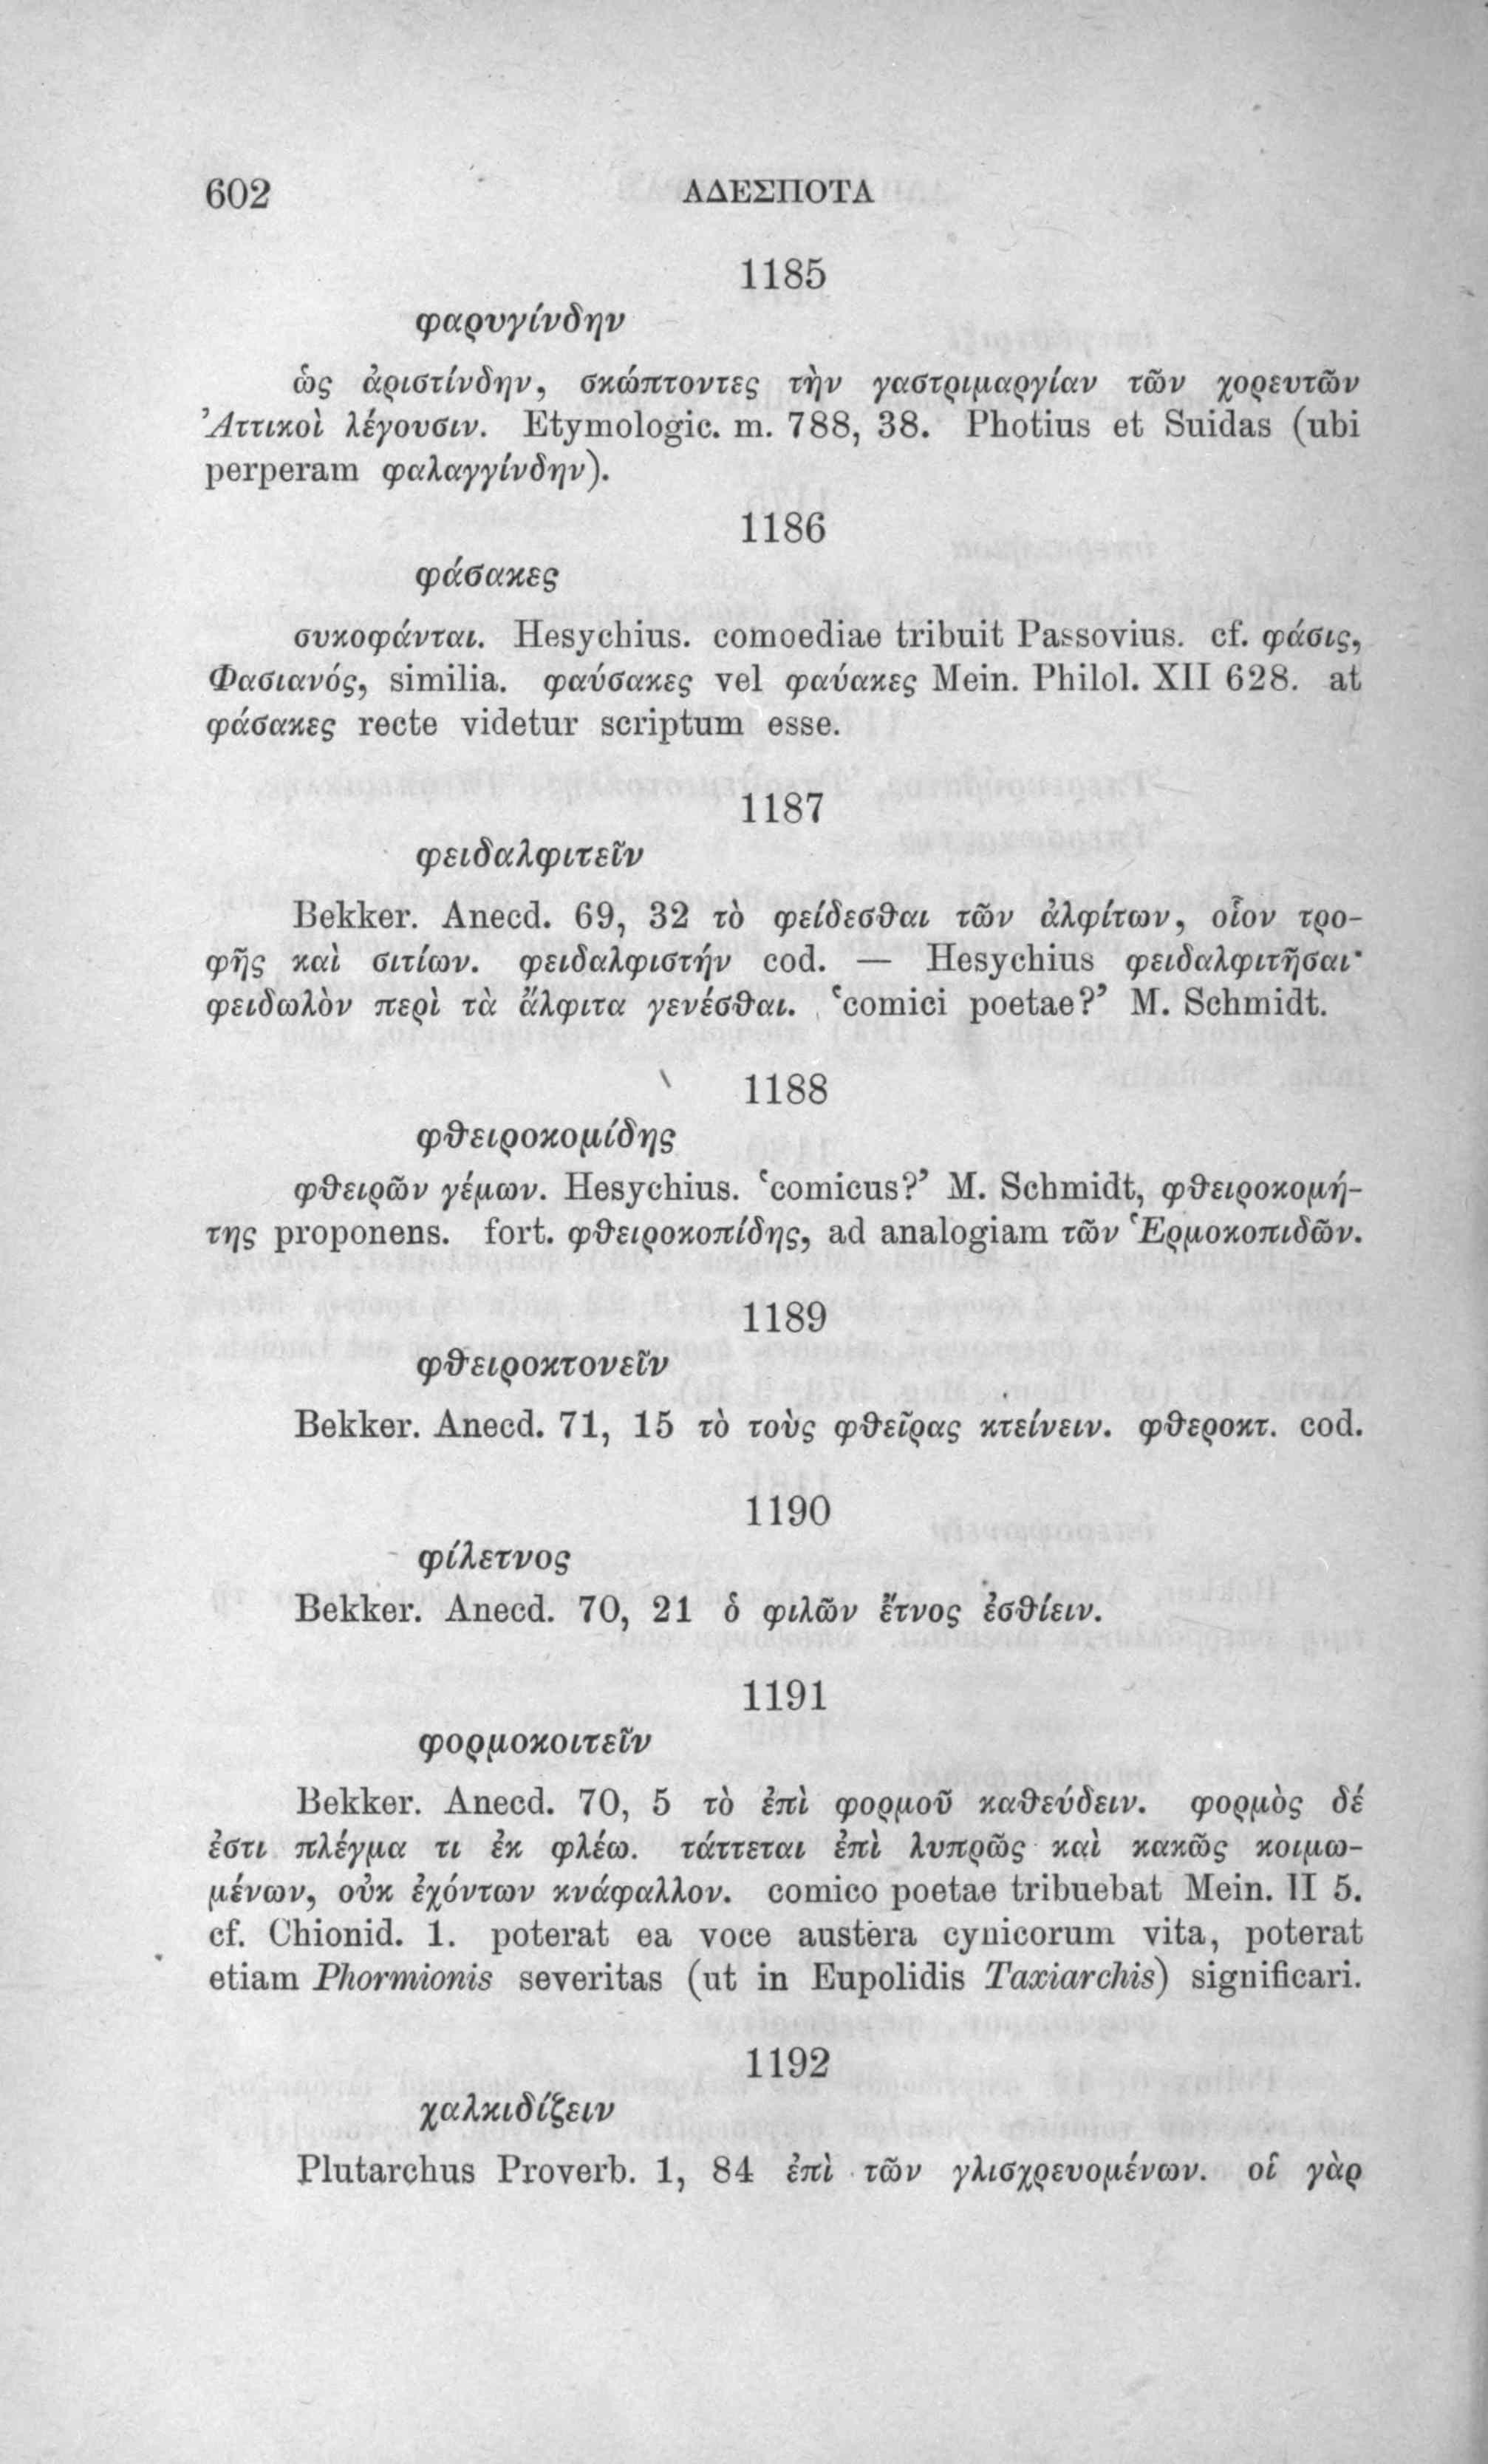 602 ΑΔΕΣΠΟΤΑ
1185
φαρυγίνδην
ὡς ἀριστίνδην, σκώπτοντες τὴν γαστριμαργίαν τῶν χορευτῶν
Ἀττικοὶ λέγουσιν. Etymologic. m. 788, 38. Photius et Suidas (ubi
perperam φαλαγγίνδην).
1186
φάσακες
συκοφάνται. Hesychius. comoediae tribuit Passovius. cf. φάσις,
Φασιανός, similia. φαύσακες vel φαύακες Mein. Philol. XII 628. at
φάσακες recte videtur scriptum esse.
1187
φειδαλφιτεῖν
Bekker. Anecd. 69, 32 τὸ φείδεσθαι τῶν ἀλφίτων, οἷον τρο-
φῆς καὶ σιτίων. φειδαλφιστήν cod. — Hesychius φειδαλφιτῆσαι·
φειδωλὸν περὶ τὰ ἄλφιτα γενέσθαι. ‘comici poetae?’ M. Schmidt.
1188
φθειροκομίδης
φθειρῶν γέμων. Hesychius. ‘comicus?’ M. Schmidt, φθειροκομή-
της proponens. fort. φθειροκοπίδης, ad analogiam τῶν Ἑρμοκοπιδῶν.
1189
φθειροκτονεῖν
Bekker. Anecd. 71, 15 τὸ τοὺς φθεῖρας κτείνειν. φθεροκτ. cod.
1190
φίλετνος
Bekker. Anecd. 70, 21 ὁ φιλῶν ἔτνος ἐσθίειν.
1191
φορμοκοιτεῖν
Bekker. Anecd. 70, 5 τὸ ἐπὶ φορμοῦ καθεύδειν. φορμὸς δέ
ἐστι πλέγμα τι ἐκ φλέω. τάττεται ἐπὶ λυπρῶς καὶ κακῶς κοιμω-
μένων, οὐκ ἐχόντων κνάφαλλον. comico poetae tribuebat Mein. II 5.
cf. Chionid. 1. poterat ea voce austera cynicorum vita, poterat
etiam Phormionis severitas (ut in Eupolidis Taxiarchis) significari.
1192
χαλκιδίζειν
Plutarchus Proverb. 1, 84 ἐπὶ τῶν γλισχρευομένων. οἱ γὰρ